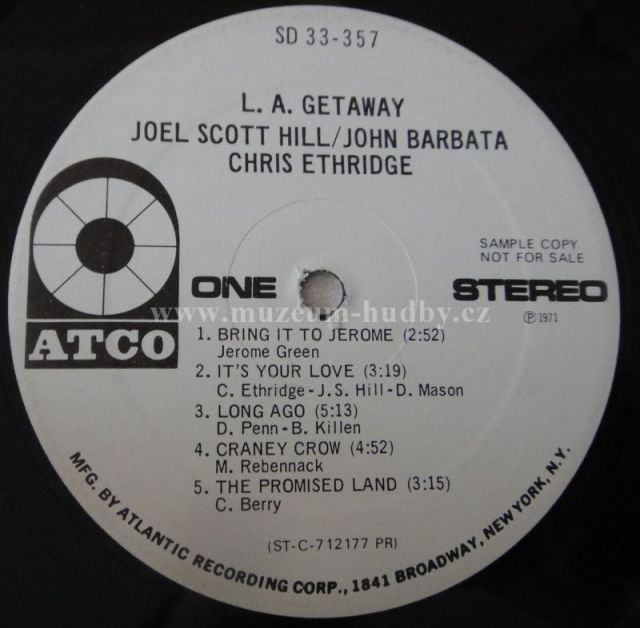 SD 33-357
L. A. GETAWAY
JOEL SCOTT HILL/JOHN BARBATA
CHRIS ETHRIDGE
SAMPLE COPY
NOT FOR SALE
ONE
STEREO
Ⓟ 1971
www.muzeum-hudby.cz
ATCO
1. BRING IT TO JEROME (2:52)
Jerome Green
2. IT'S YOUR LOVE (3:19)
C. Ethridge-J.S. Hill-D. Mason
3. LONG AGO (5:13)
D. Penn-B. Killen
4. CRANEY CROW (4:52)
M. Rebennack
5. THE PROMISED LAND (3:15)
C. Berry
(ST-C-712177 PR)
MFG. BY ATLANTIC RECORDING CORP., 1841 BROADWAY, NEW YORK, N.Y.